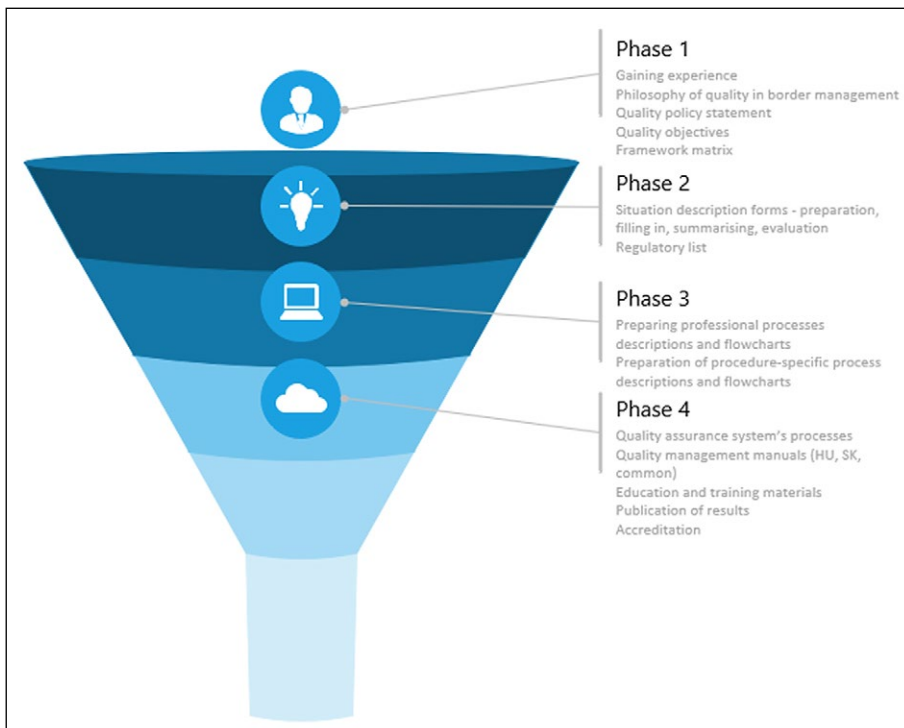 Phase 1
Gaining experience
Philosophy of quality in border management
Quality policy statement
Quality objectives
Framework matrix
Phase 2
Situation description forms - preparation,
filling in, summarising, evaluation
Regulatory list
Phase 3
Preparing professional processes
descriptions and flowcharts
Preparation of procedure-specific process
descriptions and flowcharts
Phase 4
Quality assurance system's processes
Quality management manuals (HU, SK,
common)
Education and training materials
Publication of results
Accreditation